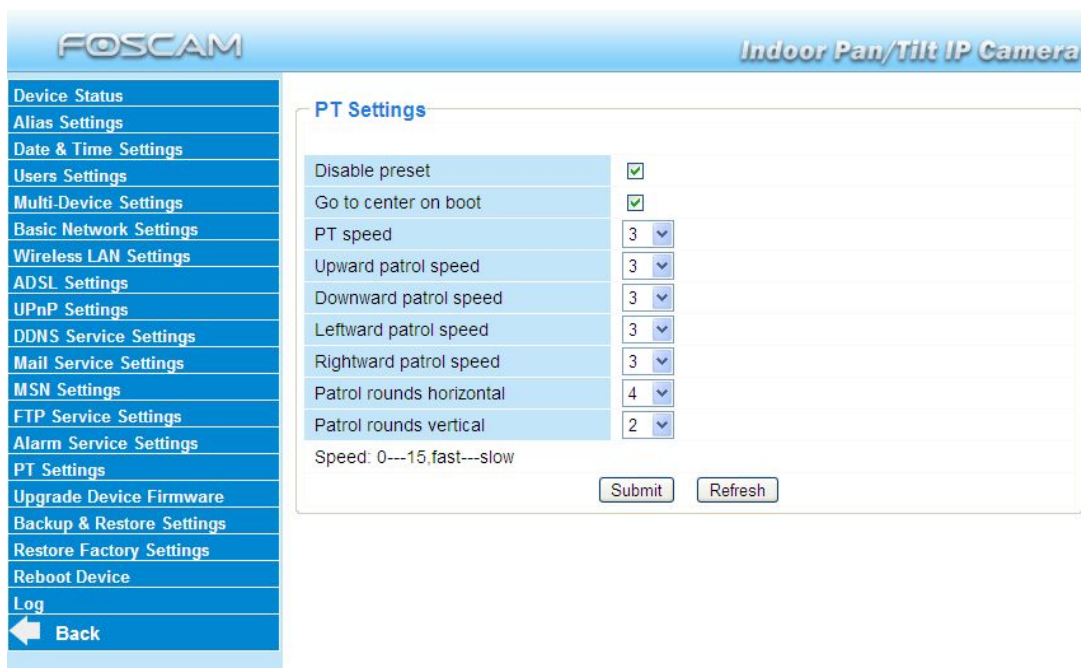 FOSCAM
Indoor Pan/Tilt IP Camera
Device Status
Alias Settings
Date & Time Settings
Users Settings
Multi-Device Settings
Basic Network Settings
Wireless LAN Settings
ADSL Settings
UPnP Settings
DDNS Service Settings
Mail Service Settings
MSN Settings
FTP Service Settings
Alarm Service Settings
PT Settings
Upgrade Device Firmware
Backup & Restore Settings
Restore Factory Settings
Reboot Device
Log
Back
PT Settings
Disable preset
Go to center on boot
PT speed 3
Upward patrol speed 3
Downward patrol speed 3
Leftward patrol speed 3
Rightward patrol speed 3
Patrol rounds horizontal 4
Patrol rounds vertical 2
Speed: 0---15,fast---slow
Submit Refresh